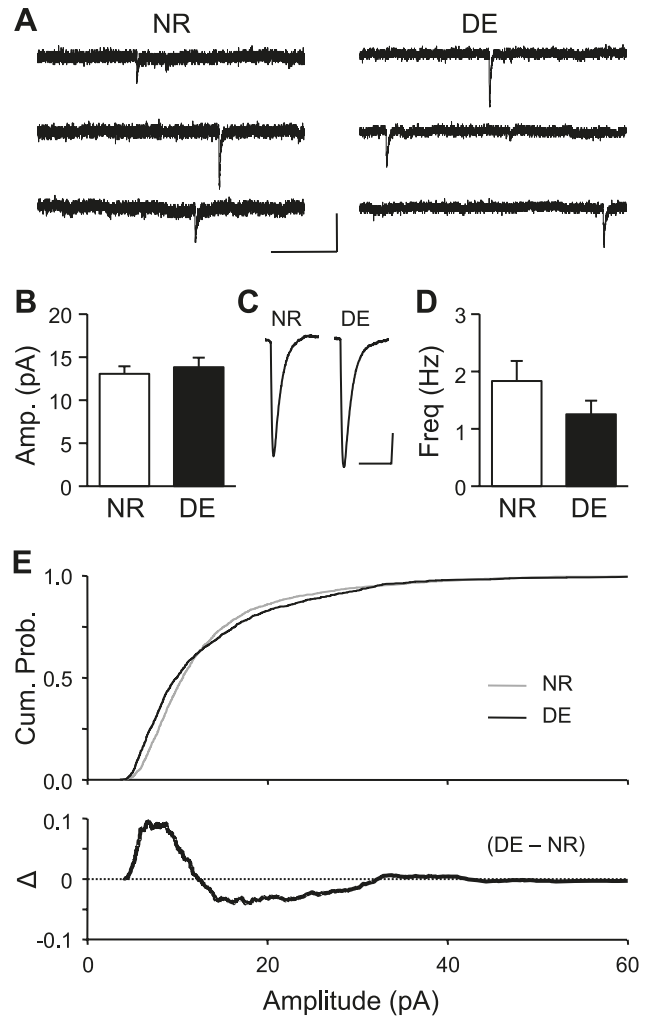 A
NR DE
B C D
20
15
10
5
0
Amp. (pA)
NR DE
NR DE
3
2
1
0
Freq (Hz)
NR DE
E
1.0
0.5
0.0
Cum. Prob.
NR
DE
0.1
0
-0.1
Δ
(DE – NR)
0 20 40 60
Amplitude (pA)